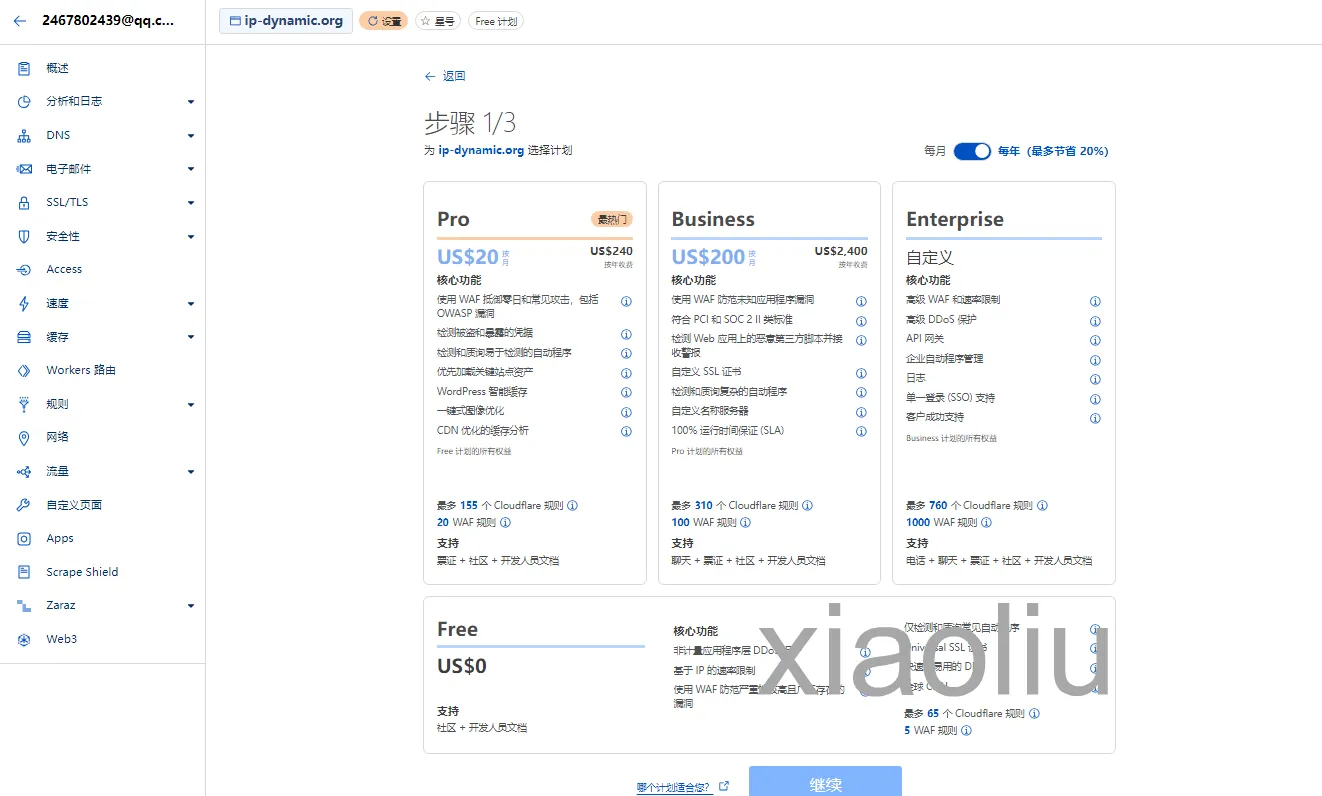 2467802439@qq.c...
ip-dynamic.org 设置 星号 Free 计划
概述
分析和日志
DNS
电子邮件
SSL/TLS
安全性
Access
速度
缓存
Workers 路由
规则
网络
流量
自定义页面
Apps
Scrape Shield
Zaraz
Web3
返回
步骤 1/3
为 ip-dynamic.org 选择计划
每月 每年（最多节省 20%）
Pro 最热门
US$20 按月 US$240
按年收费
核心功能
使用 WAF 抵御零日和常见攻击，包括
OWASP 漏洞
检测被盗和暴露的凭据
检测和质询易于检测的自动程序
优先加载关键站点资产
WordPress 智能缓存
一键式图像优化
CDN 优化的缓存分析
Free 计划的所有权益
最多 155 个 Cloudflare 规则
20 WAF 规则
支持
票证 + 社区 + 开发人员文档
Business
US$200 按月 US$2,400
按年收费
核心功能
使用 WAF 防范未知应用程序漏洞
符合 PCI 和 SOC 2 II 类标准
检测 Web 应用上的恶意第三方脚本并接
收警报
自定义 SSL 证书
检测和质询复杂的自动程序
自定义名称服务器
100% 运行时间保证 (SLA)
Pro 计划的所有权益
最多 310 个 Cloudflare 规则
100 WAF 规则
支持
聊天 + 票证 + 社区 + 开发人员文档
Enterprise
自定义
核心功能
高级 WAF 和速率限制
高级 DDoS 保护
API 网关
企业自动程序管理
日志
单一登录 (SSO) 支持
客户成功支持
Business 计划的所有权益
最多 760 个 Cloudflare 规则
1000 WAF 规则
支持
电话 + 聊天 + 票证 + 社区 + 开发人员文档
Free
US$0
支持
社区 + 开发人员文档
核心功能
非计量应用程序层
基于 IP 的速率限制
使用 WAF 防范严重
漏洞
仅检测和质询常见自动程序
SSL
易用的
最多 65 个 Cloudflare 规则
5 WAF 规则
xiaoliu
哪个计划适合您？ 继续